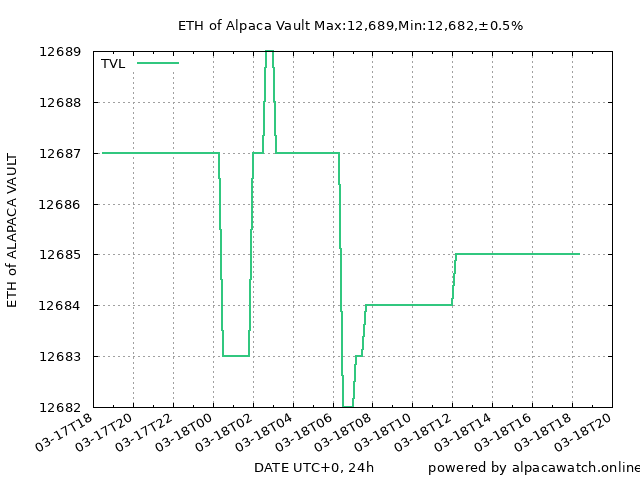 ETH of Alpaca Vault Max:12,689,Min:12,682,±0.5%
TVL
12689
12688
12687
12686
12685
12684
12683
12682
ETH of ALAPACA VAULT
03-17T18
03-17T20
03-17T22
03-18T00
03-18T02
03-18T04
03-18T06
03-18T08
03-18T10
03-18T12
03-18T14
03-18T16
03-18T18
03-18T20
DATE UTC+0, 24h
powered by alpacawatch.online